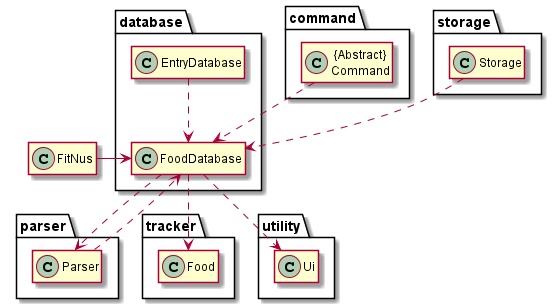 database
command
storage
C EntryDatabase
C {Abstract}
Command
C Storage
C FitNus
C FoodDatabase
parser
tracker
utility
C Parser
C Food
C Ui